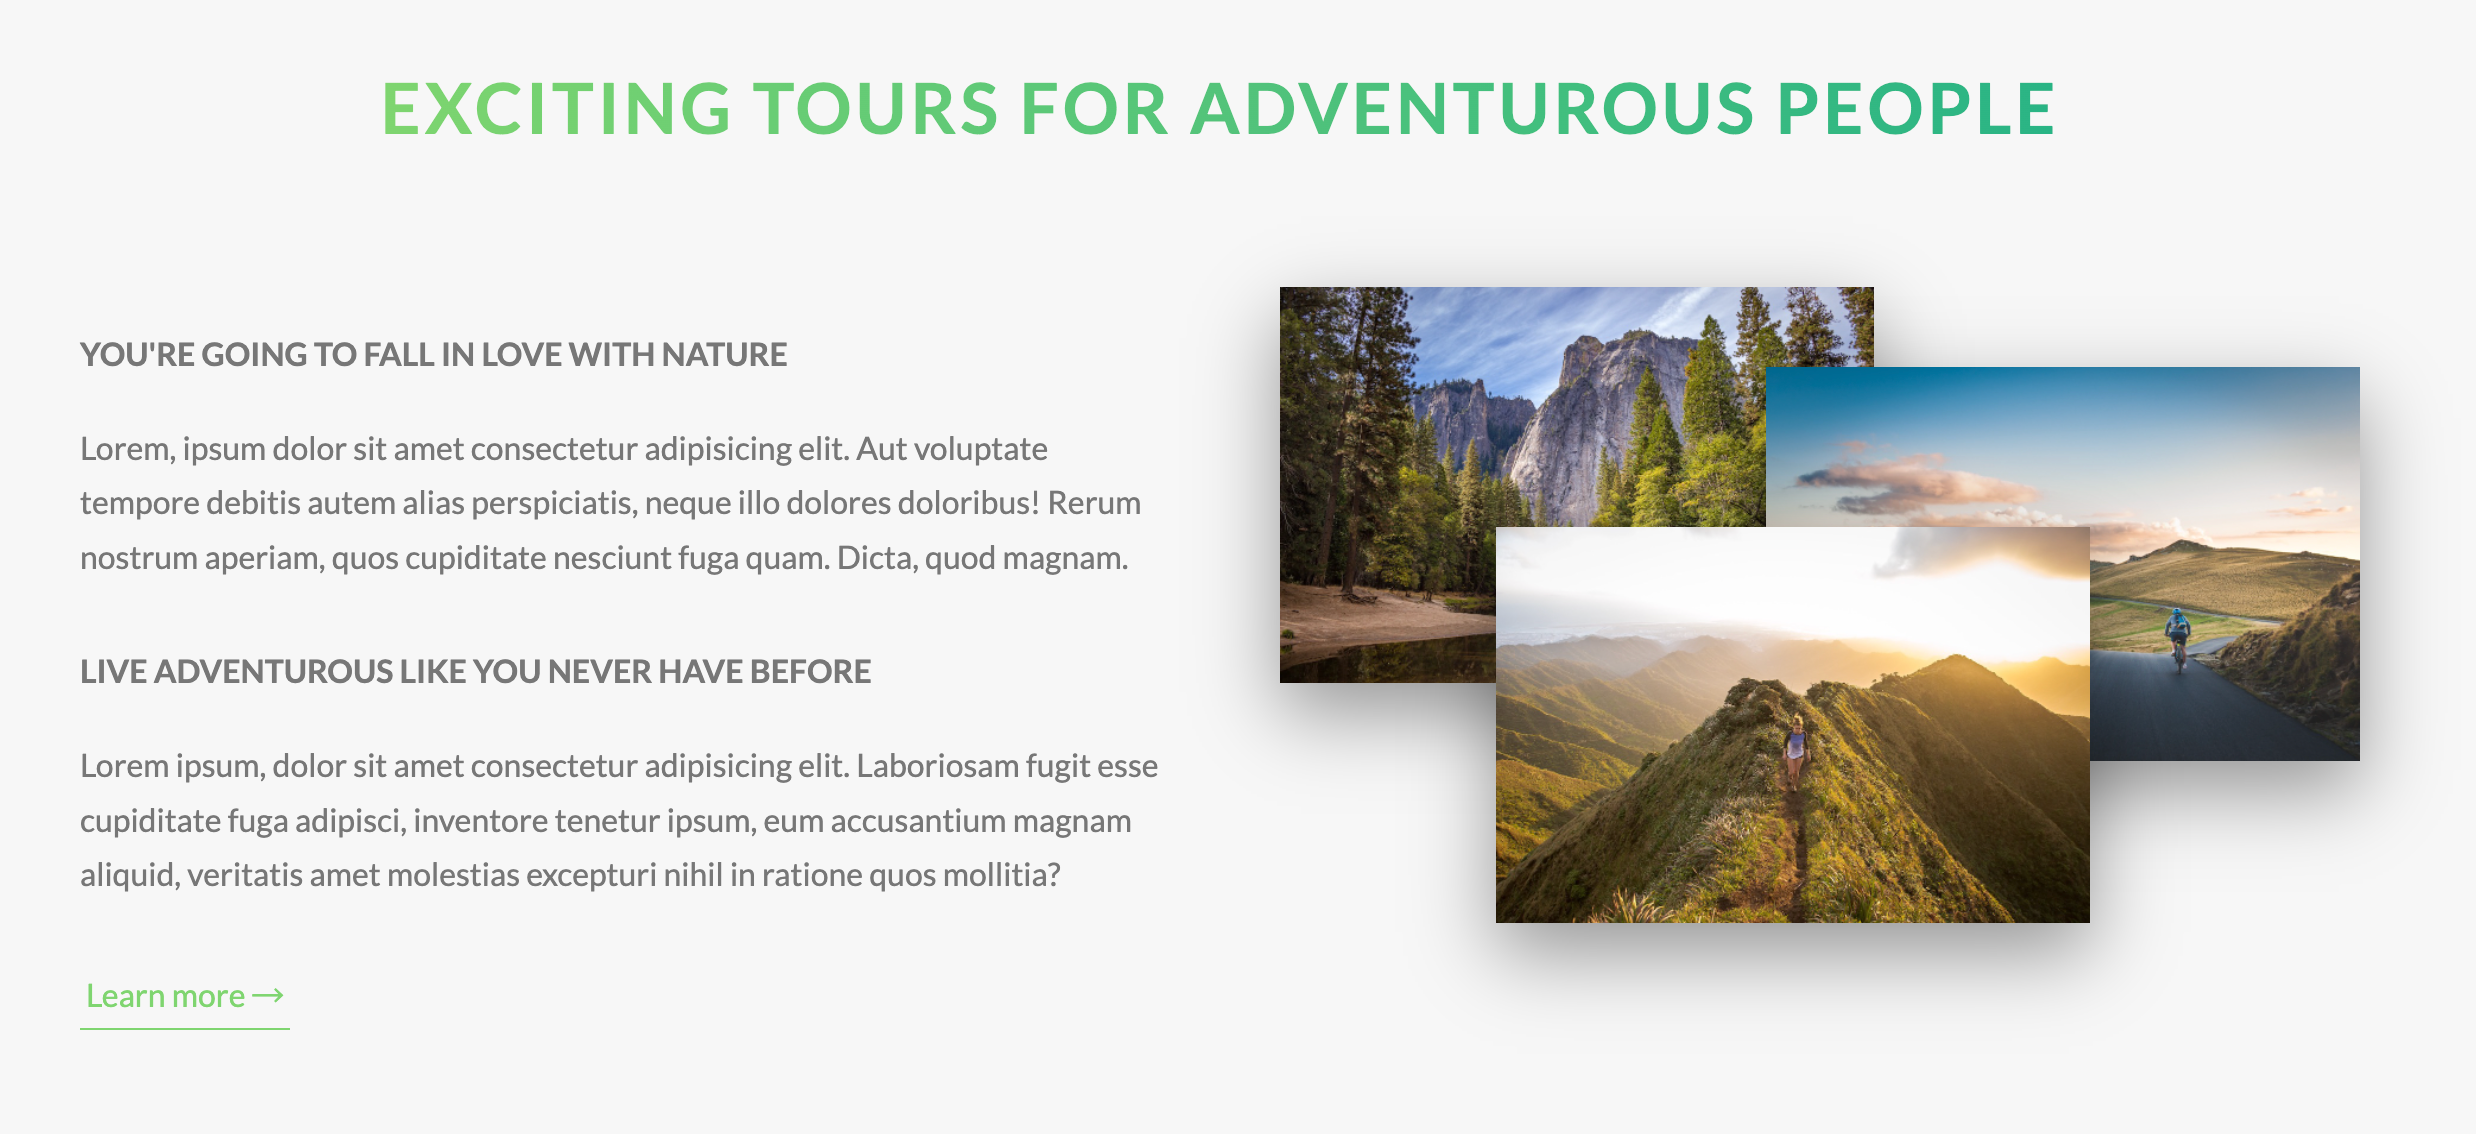 EXCITING TOURS FOR ADVENTUROUS PEOPLE
YOU'RE GOING TO FALL IN LOVE WITH NATURE
Lorem, ipsum dolor sit amet consectetur adipisicing elit. Aut voluptate
tempore debitis autem alias perspiciatis, neque illo dolores doloribus! Rerum
nostrum aperiam, quos cupiditate nesciunt fuga quam. Dicta, quod magnam.
LIVE ADVENTUROUS LIKE YOU NEVER HAVE BEFORE
Lorem ipsum, dolor sit amet consectetur adipisicing elit. Laboriosam fugit esse
cupiditate fuga adipisci, inventore tenetur ipsum, eum accusantium magnam
aliquid, veritatis amet molestias excepturi nihil in ratione quos mollitia?
Learn more →